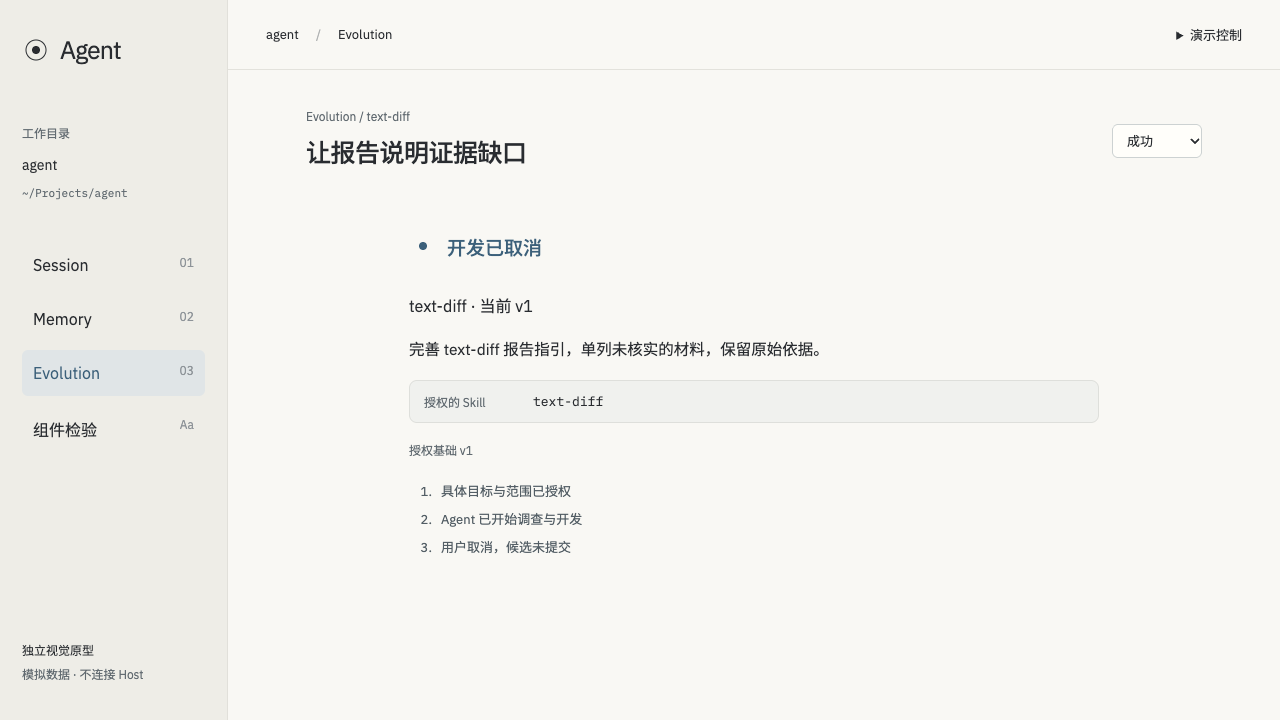 Agent
工作目录
agent
~/Projects/agent
Session 01
Memory 02
Evolution 03
组件检验 Aa
独立视觉原型
模拟数据 · 不连接 Host
agent / Evolution
▶ 演示控制
Evolution / text-diff
让报告说明证据缺口
成功
开发已取消
text-diff · 当前 v1
完善 text-diff 报告指引，单列未核实的材料，保留原始依据。
授权的 Skill text-diff
授权基础 v1
1. 具体目标与范围已授权
2. Agent 已开始调查与开发
3. 用户取消，候选未提交